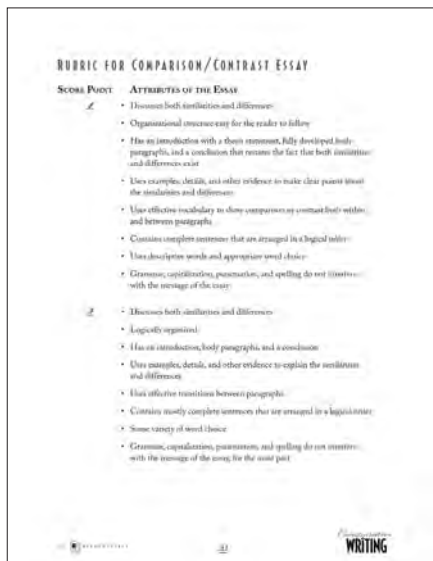 RUBRIC FOR COMPARISON/CONTRAST ESSAY
SCORE POINT ATTRIBUTES OF THE ESSAY
• Discusses both similarities and differences
• Organizational structure easy for the reader to follow
• Has an introduction with a thesis statement, fully developed body
paragraphs, and a conclusion that restates the fact that both similarities
and differences exist
• Uses examples, details, and other evidence to make clear points about
the similarities and differences
• Uses effective vocabulary to show comparison or contrast both within
and between paragraphs
• Contains complete sentences that are arranged in a logical order
• Uses descriptive words and appropriate word choice
• Grammar, capitalization, punctuation, and spelling do not interfere
with the message of the essay
• Discusses both similarities and differences
• Logically organized
• Has an introduction, body paragraphs, and a conclusion
• Uses examples, details, and other evidence to explain the similarities
and differences
• Uses effective transitions between paragraphs
• Contains mostly complete sentences that are arranged in a logical order
• Some variety of word choice
• Grammar, capitalization, punctuation, and spelling do not interfere
with the message of the essay for the most part
WRITING